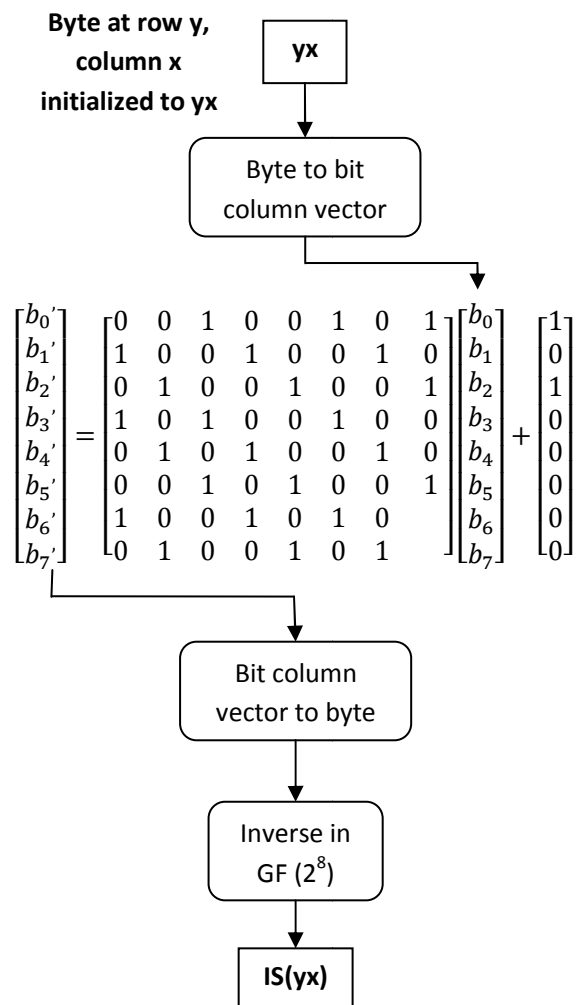 Byte at row y,
column x
initialized to yx
yx
Byte to bit
column vector
b₀’ = 0 0 1 0 0 1 0 1 b₀ + 1
b₁’ 1 0 0 1 0 0 1 0 b₁ 0
b₂’ 0 1 0 0 1 0 0 1 b₂ 1
b₃’ 1 0 1 0 0 1 0 0 b₃ 0
b₄’ 0 1 0 1 0 0 1 0 b₄ 0
b₅’ 0 0 1 0 1 0 0 1 b₅ 0
b₆’ 1 0 0 1 0 1 0 b₆ 0
b₇’ 0 1 0 0 1 0 1 b₇ 0
Bit column
vector to byte
Inverse in
GF (2⁸)
IS(yx)